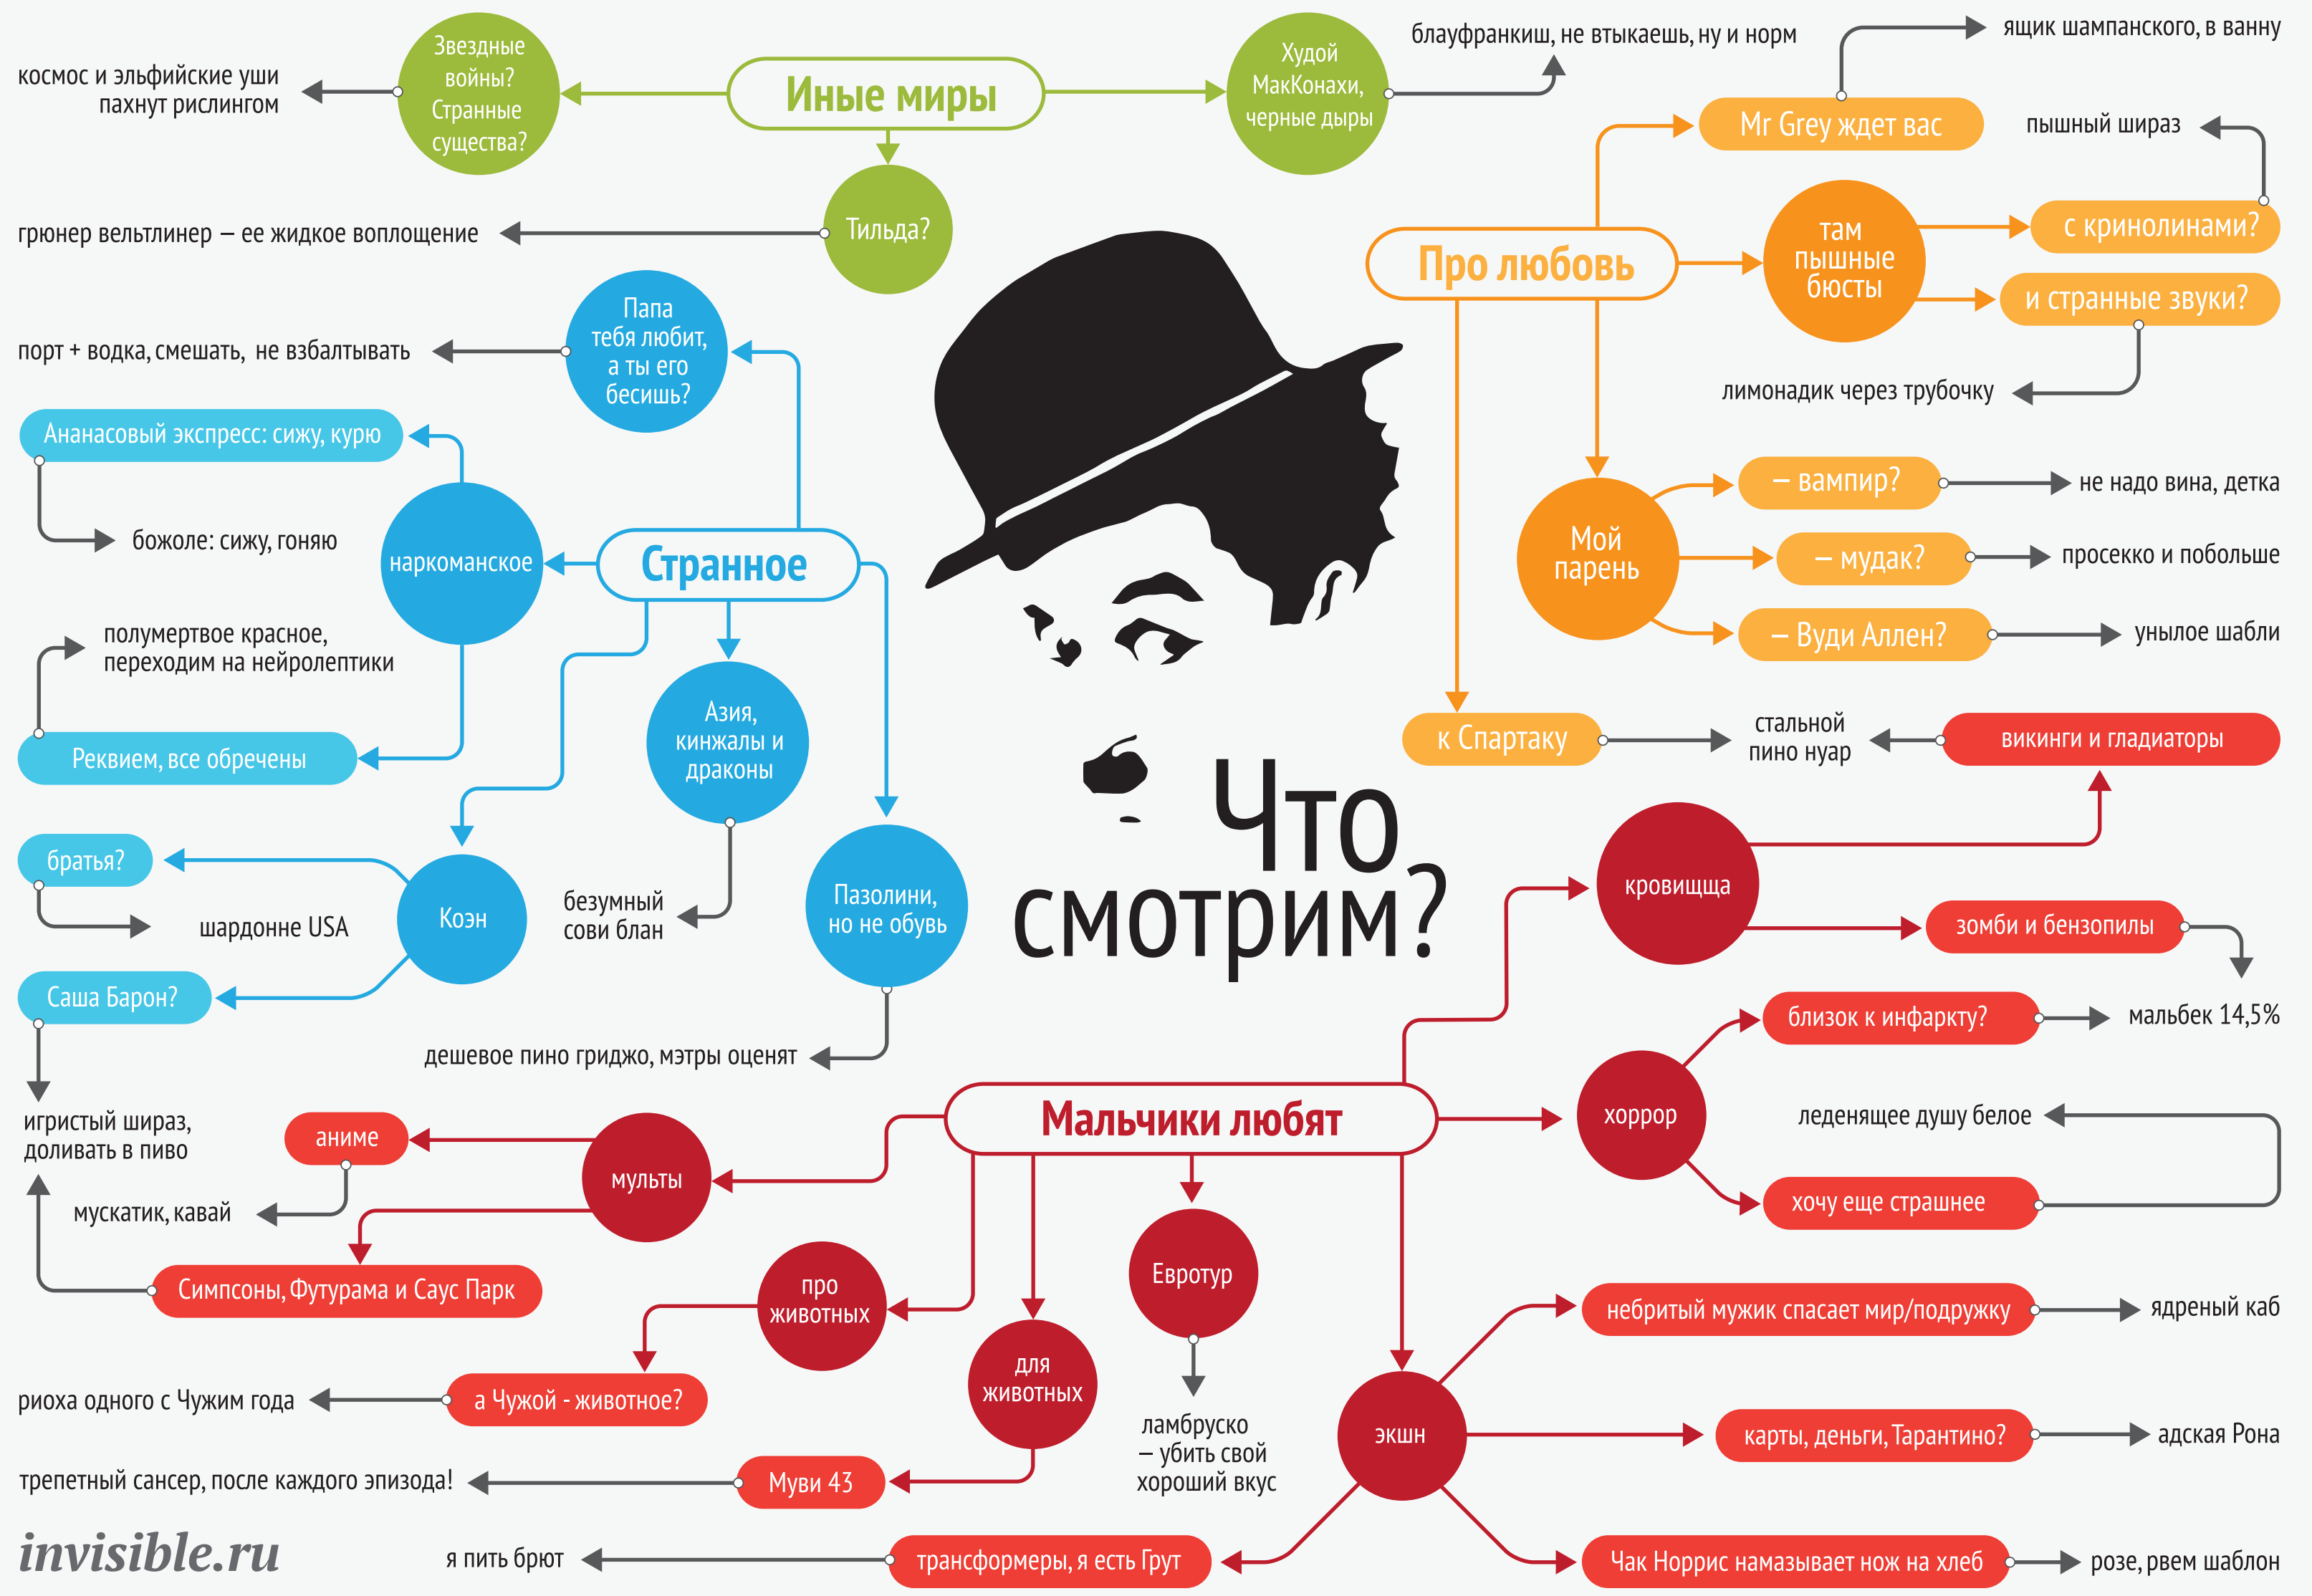 Звездные
войны?
Странные
существа?
космос и эльфийские уши
пахнут рислингом
Иные миры
Худой
МакКонахи,
черные дыры
блауфранкиш, не втыкаешь, ну и норм
Тильда?
грюнер вельтлинер — ее жидкое воплощение
ящик шампанского, в ванну
Mr Grey ждет вас
пышный шираз
Про любовь
там
пышные
бюсты
с кринолинами?
и странные звуки?
лимонадик через трубочку
Мой
парень
— вампир?
не надо вина, детка
— мудак?
просекко и побольше
— Вуди Аллен?
унылое шабли
к Спартаку
стальной
пино нуар
викинги и гладиаторы
Папа
тебя любит,
а ты его
бесишь?
порт + водка, смешать, не взбалтывать
Ананасовый экспресс: сижу, курю
божоле: сижу, гоняю
наркоманское
Странное
полумертвое красное,
переходим на нейролептики
Реквием, все обречены
Азия,
кинжалы и
драконы
безумный
сови блан
братья?
шардонне USA
Коэн
Саша Барон?
Пазолини,
но не обувь
дешевое пино гриджо, мэтры оценят
игристый шираз,
доливать в пиво
Что
смотрим?
кровищща
зомби и бензопилы
мальбек 14,5%
близок к инфаркту?
хоррор
леденящее душу белое
хочу еще страшнее
Мальчики любят
мульты
аниме
мускатик, кавай
Симпсоны, Футурама и Саус Парк
про
животных
а Чужой - животное?
риоха одного с Чужим года
для
животных
Муви 43
трепетный сансер, после каждого эпизода!
Евротур
ламбруско
— убить свой
хороший вкус
экшн
небритый мужик спасает мир/подружку
ядреный каб
карты, деньги, Тарантино?
адская Рона
Чак Норрис намазывает нож на хлеб
розе, рвем шаблон
трансформеры, я есть Грут
я пить брют
invisible.ru